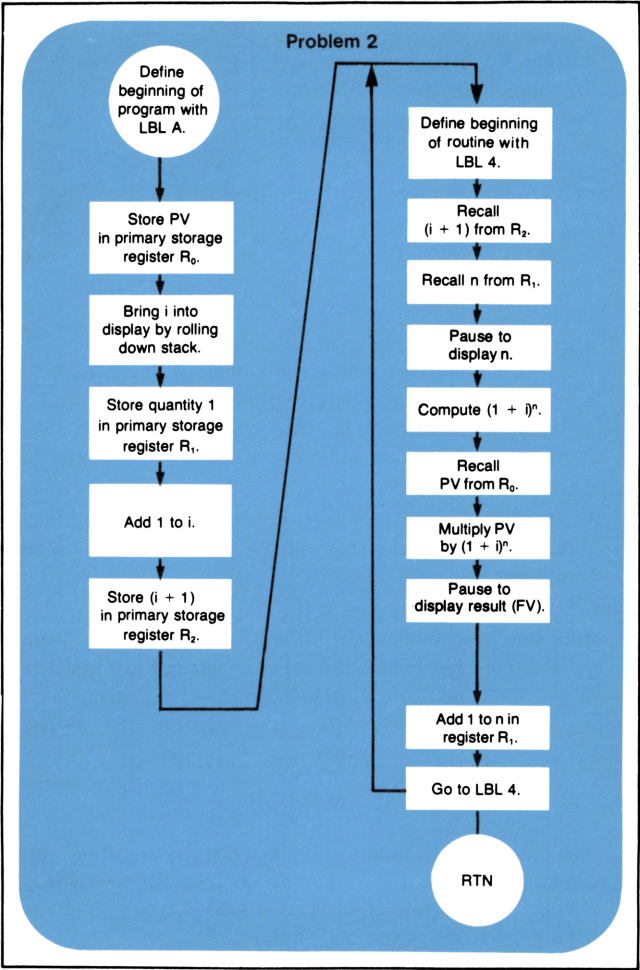 Problem 2
Define
beginning of
program with
LBL A.
Store PV
in primary storage
register R₀.
Bring i into
display by rolling
down stack.
Store quantity 1
in primary storage
register R₁.
Add 1 to i.
Store (i + 1)
in primary storage
register R₂.
Define beginning
of routine with
LBL 4.
Recall
(i + 1) from R₂.
Recall n from R₁.
Pause to
display n.
Compute (1 + i)ⁿ.
Recall
PV from R₀.
Multiply PV
by (1 + i)ⁿ.
Pause to
display result (FV).
Add 1 to n in
register R₁.
Go to LBL 4.
RTN